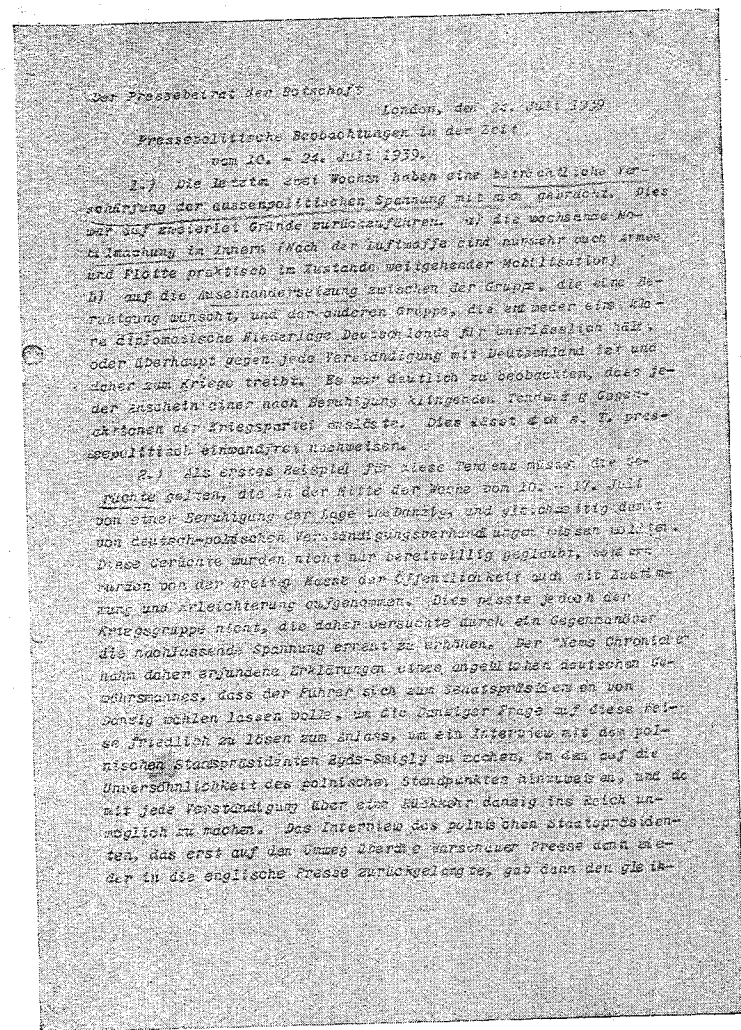 Der Pressebeirat der Botschaft
London, den 24. Juli 1939
Pressepolitische Beobachtungen in der Zeit
vom 10. - 24. Juli 1939.
1.) Die letzten zwei Wochen haben eine beträchtliche Ver-
schärfung der aussenpolitischen Spannung mit sich gebracht. Dies
war auf zweierlei Gründe zurückzuführen. a) die wachsende Mo-
bilmachung im Innern (Nach der Luftwaffe sind nunmehr auch Armee
und Flotte praktisch im Zustande weitgehender Mobilisation)
b) auf die Auseinandersetzung zwischen der Gruppe, die eine Be-
ruhigung wünscht, und der anderen Gruppe, die entweder eine kla-
re diplomatische Niederlage Deutschlands für unerlässlich hält,
oder überhaupt gegen jede Verständigung mit Deutschland ist und
daher zum Kriege treibt. Es war deutlich zu beobachten, dass je-
der Anschein einer nach Beruhigung klingenden Tendenz Gegen-
aktionen der Kriegspartei auslöste. Dies lässt sich z. T. pres-
sepolitisch einwandfrei nachweisen.
2.) Als erstes Beispiel für diese Tendenz müssen die Ge-
rüchte gelten, die in der Mitte der Woche vom 10. - 17. Juli
von einer Beruhigung der Lage in Danzig, und gleichzeitig damit
von deutsch-polnischen Verständigungsverhandlungen wissen wollten.
Diese Gerüchte wurden nicht nur bereitwillig geglaubt, sondern
wurden von der breiten Masse der Öffentlichkeit auch mit Zustim-
mung und Erleichterung aufgenommen. Dies passte jedoch der
Kriegsgruppe nicht, die daher versuchte durch ein Gegenmanöver
die nachlassende Spannung erneut zu erhöhen. Der "News Chronicle"
nahm daher erfundene Erklärungen eines angeblichen deutschen Ge-
währsmannes, dass der Führer sich zum Senatspräsidenten von
Danzig wählen lassen wolle, um die Danziger Frage auf diese Wei-
se friedlich zu lösen zum Anlass, um ein Interview mit dem pol-
nischen Staatspräsidenten Rydz-Smigly zu machen, in dem auf die
Unversöhnlichkeit des polnischen Standpunktes hinzuweisen, und da
mit jede Verständigung über eine Rückkehr Danzig ins Reich un-
möglich zu machen. Das Interview des polnischen Staatspräsiden-
ten, das erst auf den Umweg über die Warschauer Presse dann wie-
der in die englische Presse zurückgelangte, gab dann den gleich-